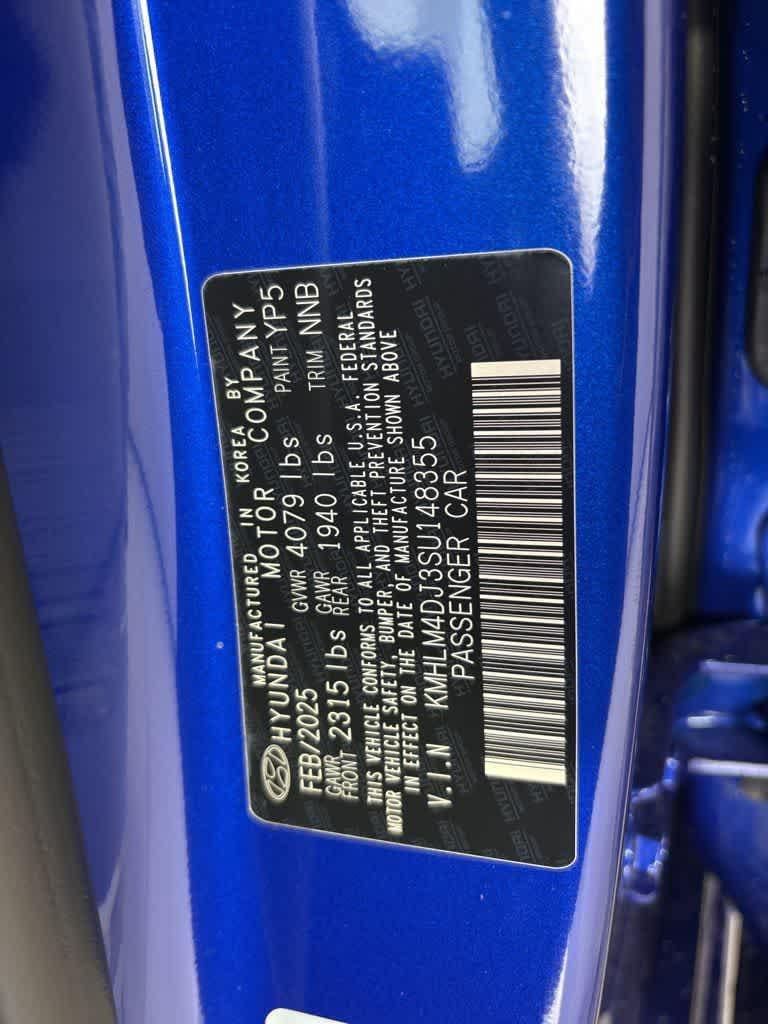 MANUFACTURED IN KOREA BY
HYUNDAI MOTOR COMPANY
FEB/2025 GVWR 4079 lbs PAINT YP5
GAWR FRONT 2315 lbs GAWR REAR 1940 lbs TRIM NNB
THIS VEHICLE CONFORMS TO ALL APPLICABLE U.S.A. FEDERAL
MOTOR VEHICLE SAFETY, BUMPER, AND THEFT PREVENTION STANDARDS
IN EFFECT ON THE DATE OF MANUFACTURE SHOWN ABOVE
V.I.N KMHLM4DJ3SU148355
PASSENGER CAR